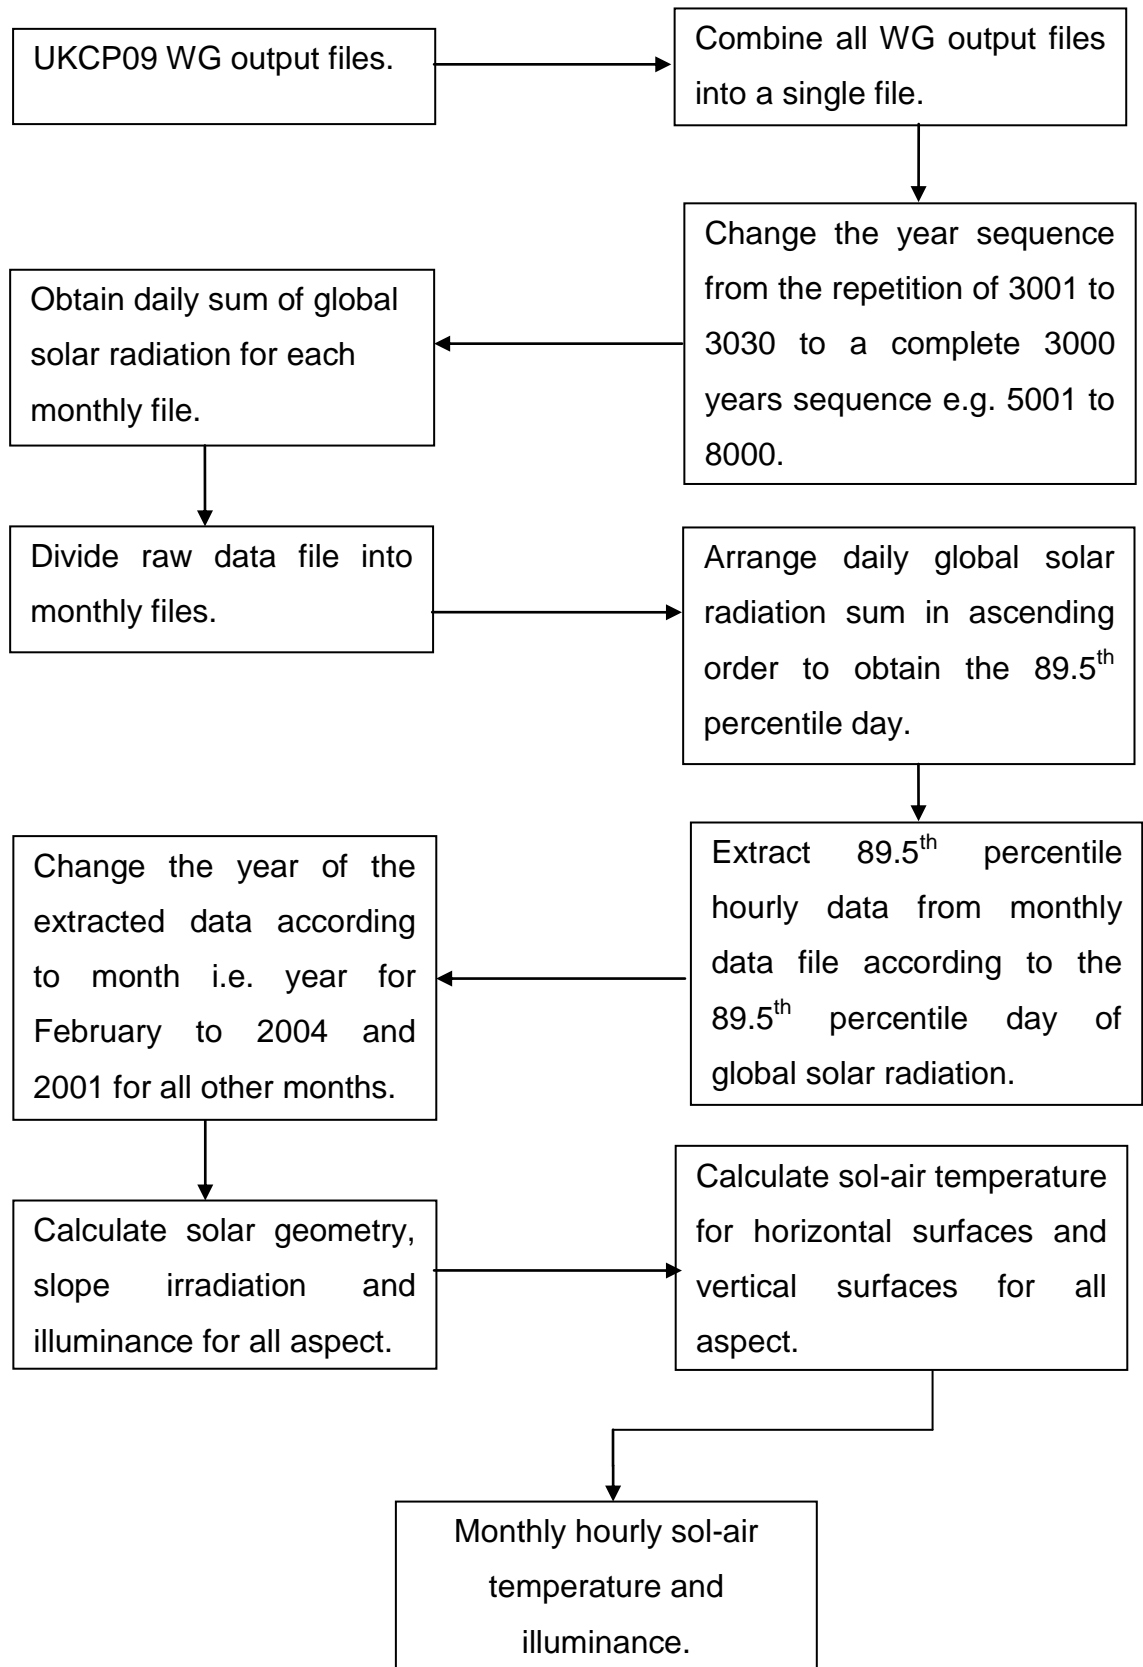 UKCP09 WG output files.
Combine all WG output files
into a single file.
Change the year sequence
from the repetition of 3001 to
3030 to a complete 3000
years sequence e.g. 5001 to
8000.
Obtain daily sum of global
solar radiation for each
monthly file.
Divide raw data file into
monthly files.
Arrange daily global solar
radiation sum in ascending
order to obtain the 89.5th
percentile day.
Extract 89.5th percentile
hourly data from monthly
data file according to the
89.5th percentile day of
global solar radiation.
Change the year of the
extracted data according
to month i.e. year for
February to 2004 and
2001 for all other months.
Calculate solar geometry,
slope irradiation and
illuminance for all aspect.
Calculate sol-air temperature
for horizontal surfaces and
vertical surfaces for all
aspect.
Monthly hourly sol-air
temperature and
illuminance.